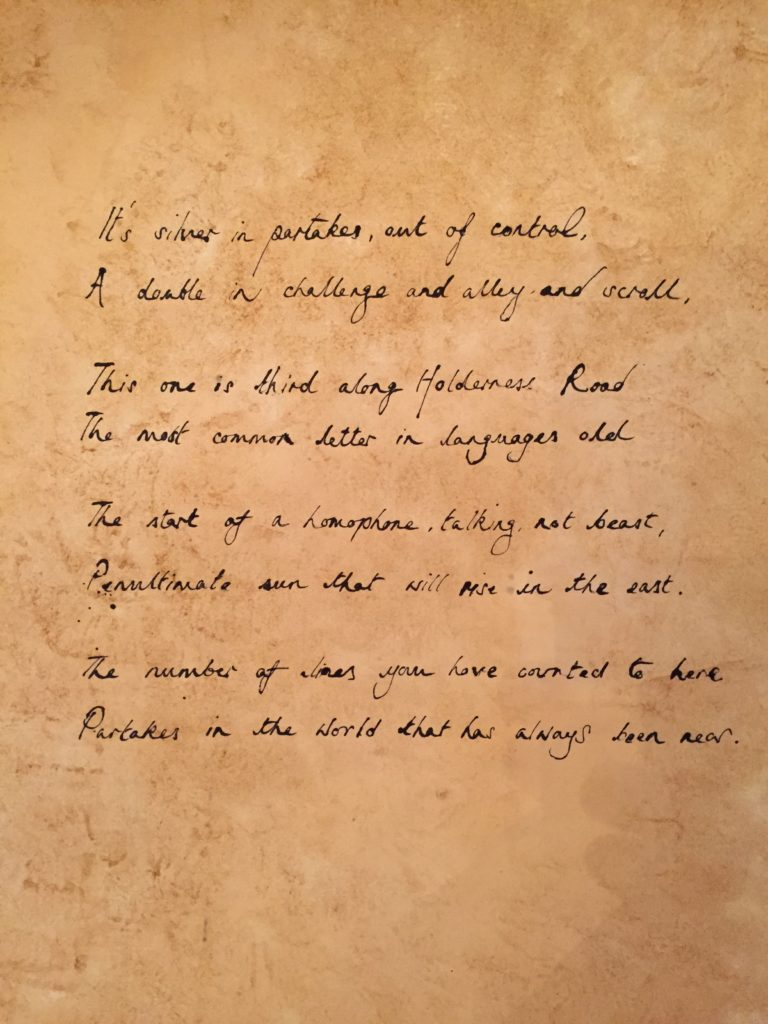 It's silver in partakes, out of control,
A double in challenge and alley and scroll,
This one is third along Holderness Road
The most common letter in languages old
The start of a homophone, talking, not beast,
Penultimate sun that will rise in the east.
The number of lines you have counted to here
Partakes in the world that has always been near.